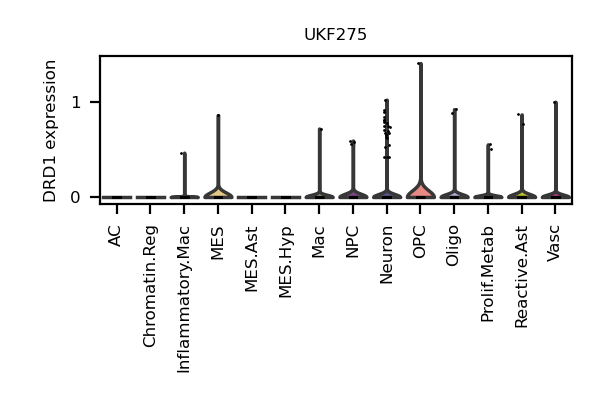 UKF275
DRD1 expression
1
0
AC
Chromatin.Reg
Inflammatory.Mac
MES
MES.Ast
MES.Hyp
Mac
NPC
Neuron
OPC
Oligo
Prolif.Metab
Reactive.Ast
Vasc